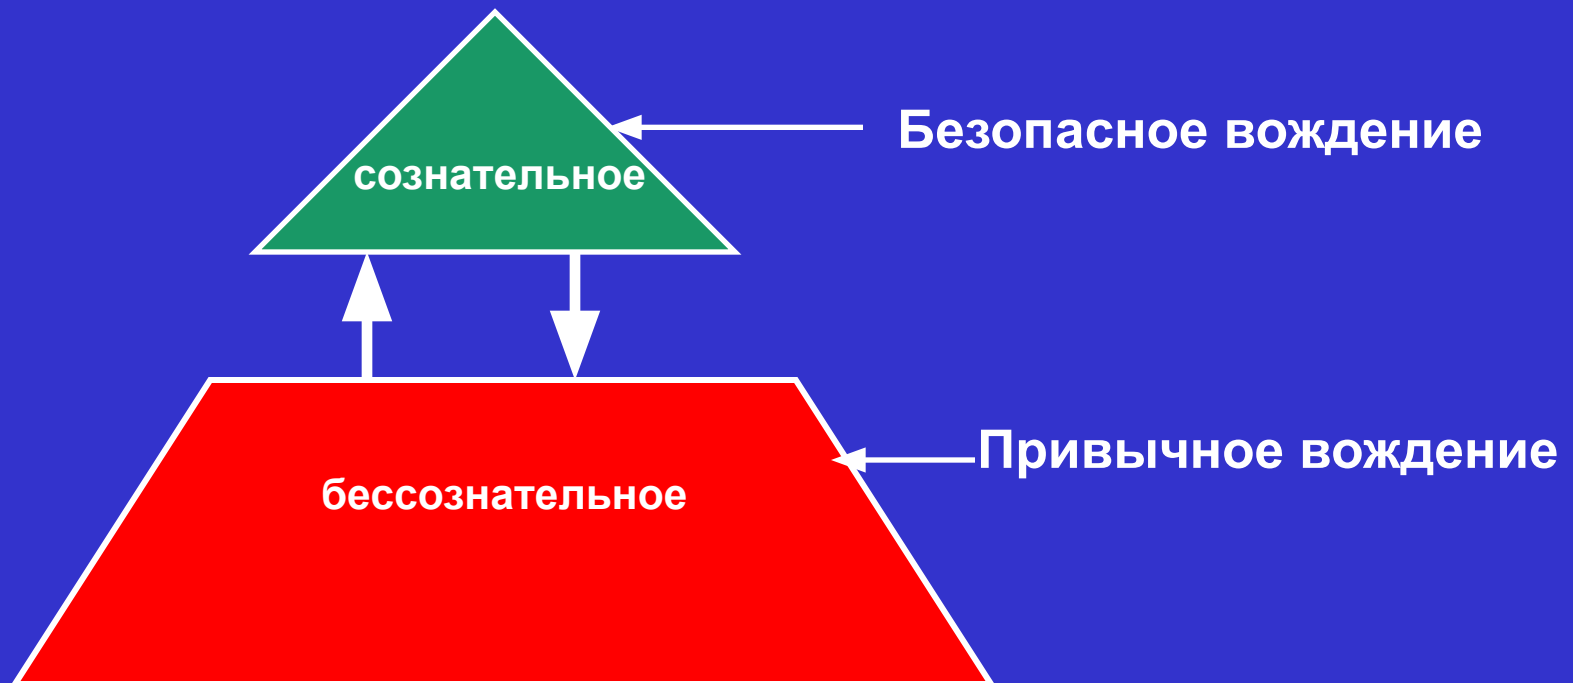 Безопасное вождение
сознательное
Привычное вождение
бессознательное